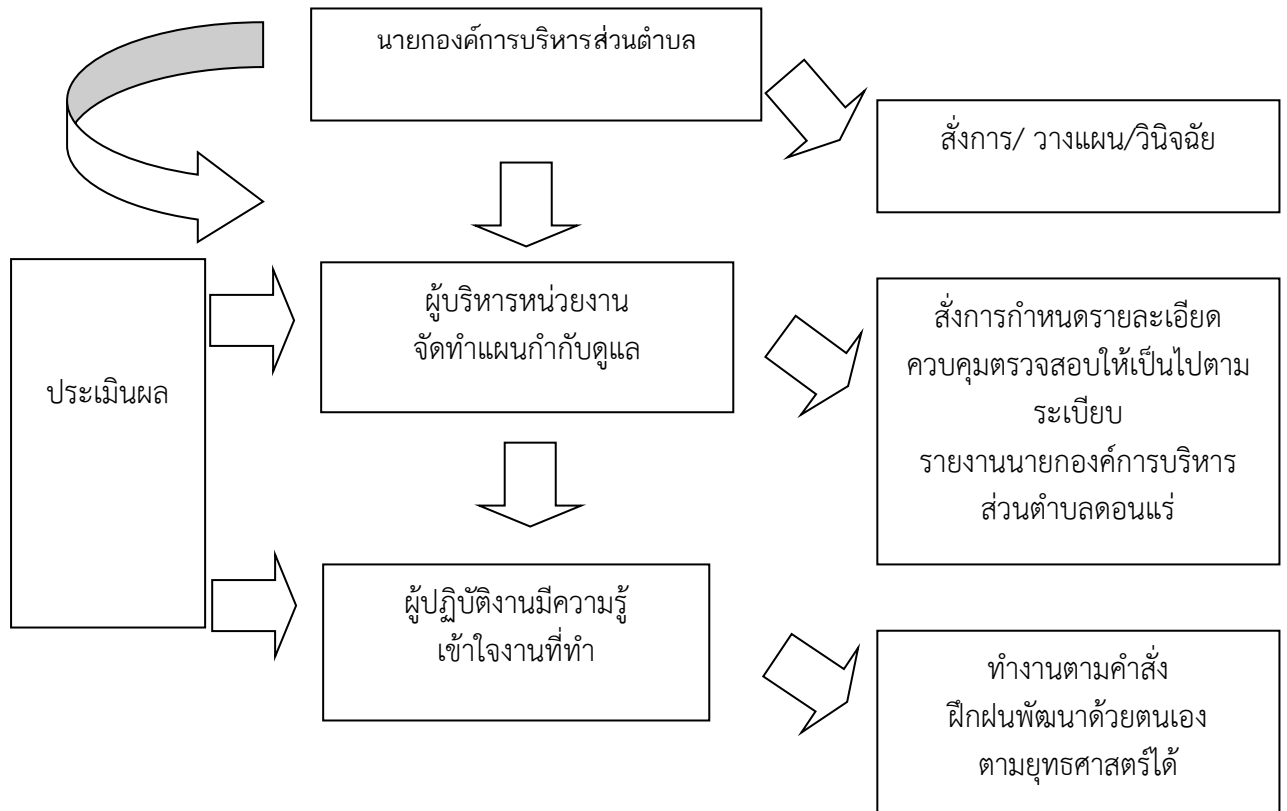 นายกองค์การบริหารส่วนตำบล
สั่งการ/ วางแผน/วินิจฉัย
ผู้บริหารหน่วยงาน
จัดทำแผนกำกับดูแล
สั่งการกำหนดรายละเอียด
ควบคุมตรวจสอบให้เป็นไปตาม
ระเบียบ
รายงานนายกองค์การบริหาร
ส่วนตำบลดอนแร่
ประเมินผล
ผู้ปฏิบัติงานมีความรู้
เข้าใจงานที่ทำ
ทำงานตามคำสั่ง
ฝึกฝนพัฒนาด้วยตนเอง
ตามยุทธศาสตร์ได้